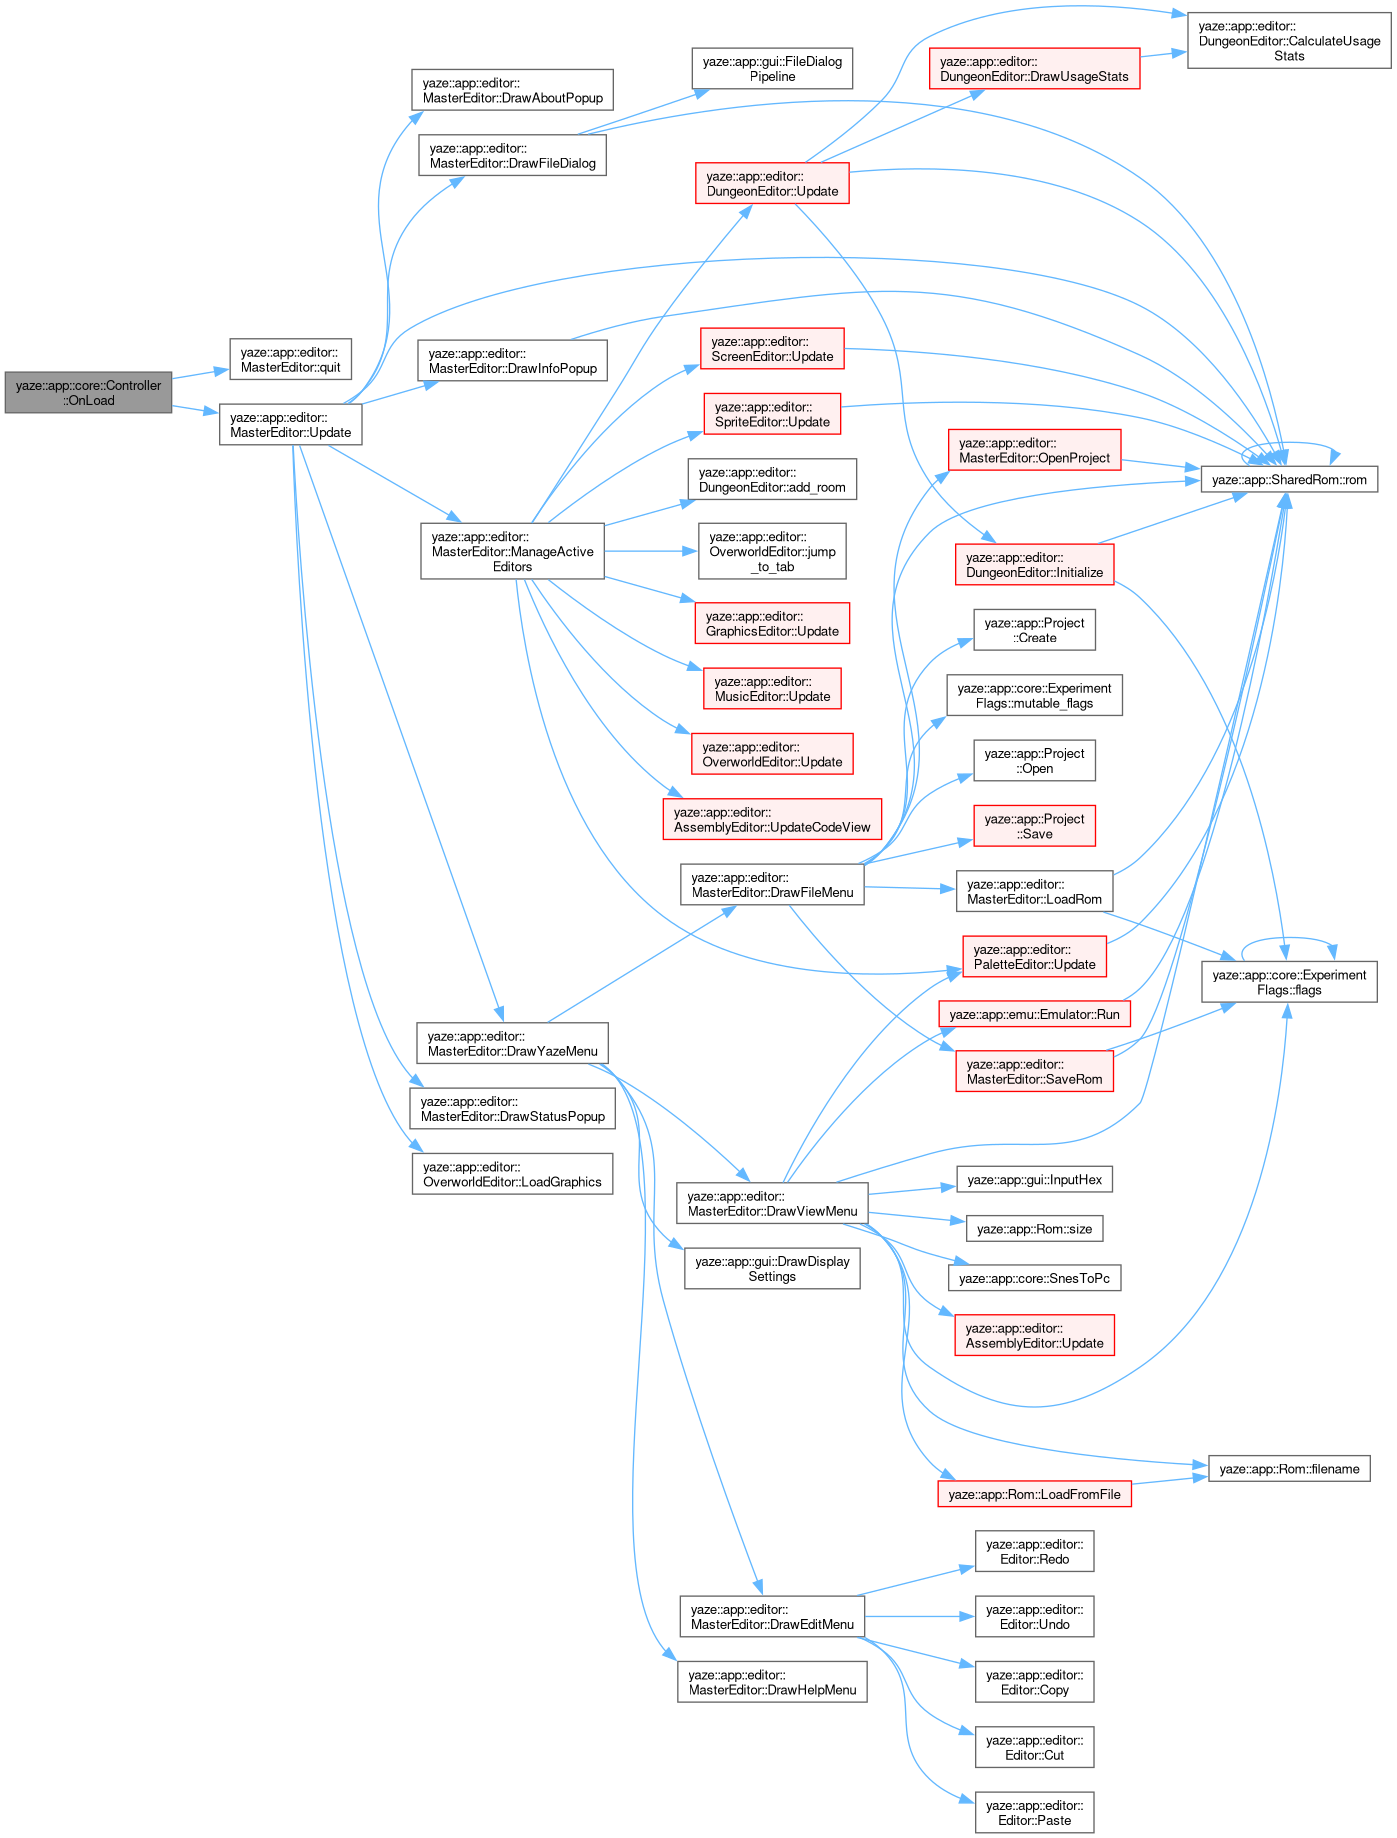 yaze::app::core::Controller
::OnLoad
yaze::app::editor::
MasterEditor::quit
yaze::app::editor::
MasterEditor::Update
yaze::app::editor::
MasterEditor::DrawAboutPopup
yaze::app::editor::
MasterEditor::DrawFileDialog
yaze::app::editor::
MasterEditor::DrawInfoPopup
yaze::app::editor::
MasterEditor::ManageActive
Editors
yaze::app::editor::
MasterEditor::DrawYazeMenu
yaze::app::editor::
MasterEditor::DrawStatusPopup
yaze::app::editor::
OverworldEditor::LoadGraphics
yaze::app::gui::FileDialog
Pipeline
yaze::app::editor::
DungeonEditor::Update
yaze::app::editor::
ScreenEditor::Update
yaze::app::editor::
SpriteEditor::Update
yaze::app::editor::
DungeonEditor::add_room
yaze::app::editor::
OverworldEditor::jump
_to_tab
yaze::app::editor::
GraphicsEditor::Update
yaze::app::editor::
MusicEditor::Update
yaze::app::editor::
OverworldEditor::Update
yaze::app::editor::
AssemblyEditor::UpdateCodeView
yaze::app::editor::
MasterEditor::DrawFileMenu
yaze::app::editor::
MasterEditor::DrawViewMenu
yaze::app::gui::DrawDisplay
Settings
yaze::app::editor::
MasterEditor::DrawEditMenu
yaze::app::editor::
MasterEditor::DrawHelpMenu
yaze::app::editor::
DungeonEditor::DrawUsageStats
yaze::app::editor::
MasterEditor::OpenProject
yaze::app::editor::
DungeonEditor::Initialize
yaze::app::Project
::Create
yaze::app::core::Experiment
Flags::mutable_flags
yaze::app::Project
::Open
yaze::app::Project
::Save
yaze::app::editor::
MasterEditor::LoadRom
yaze::app::editor::
PaletteEditor::Update
yaze::app::emu::Emulator::Run
yaze::app::editor::
MasterEditor::SaveRom
yaze::app::gui::InputHex
yaze::app::Rom::size
yaze::app::core::SnesToPc
yaze::app::editor::
AssemblyEditor::Update
yaze::app::Rom::LoadFromFile
yaze::app::editor::
Editor::Redo
yaze::app::editor::
Editor::Undo
yaze::app::editor::
Editor::Copy
yaze::app::editor::
Editor::Cut
yaze::app::editor::
Editor::Paste
yaze::app::editor::
DungeonEditor::CalculateUsage
Stats
yaze::app::SharedRom::rom
yaze::app::core::Experiment
Flags::flags
yaze::app::Rom::filename